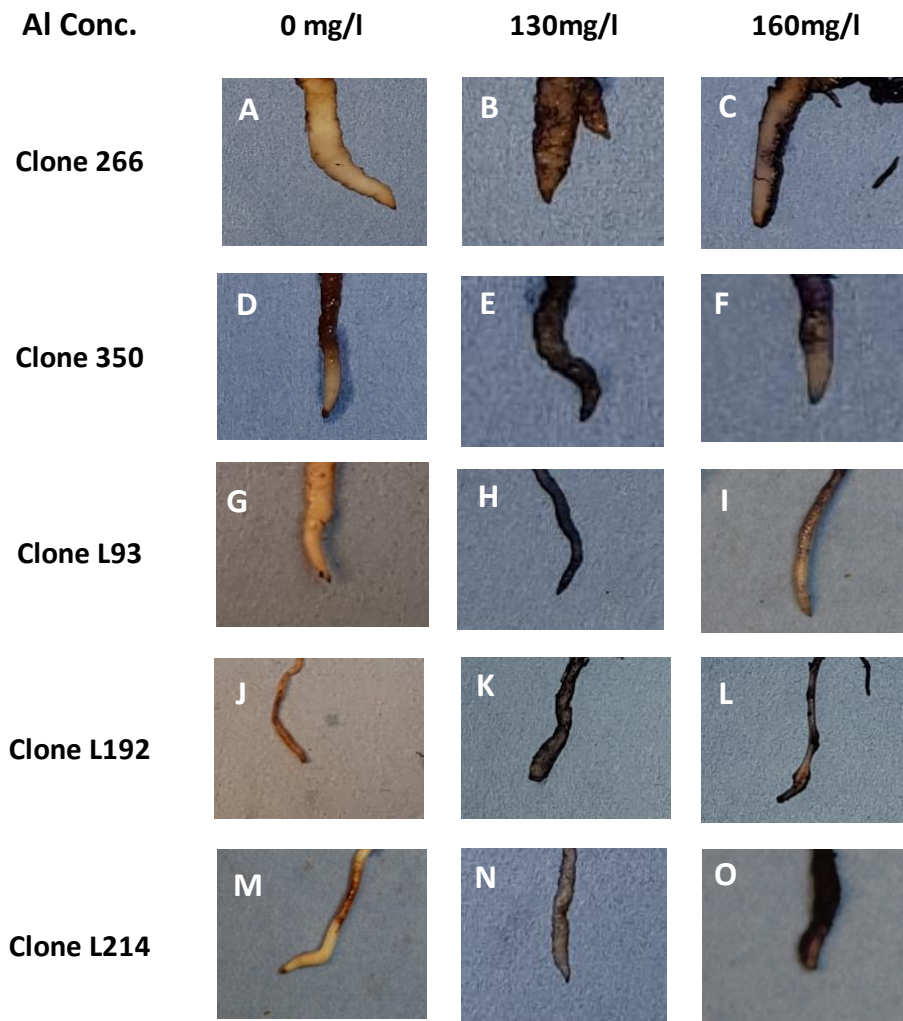 Al Conc. 0 mg/l 130mg/l 160mg/l
A B C
Clone 266
D E F
Clone 350
G H I
Clone L93
J K L
Clone L192
M N O
Clone L214